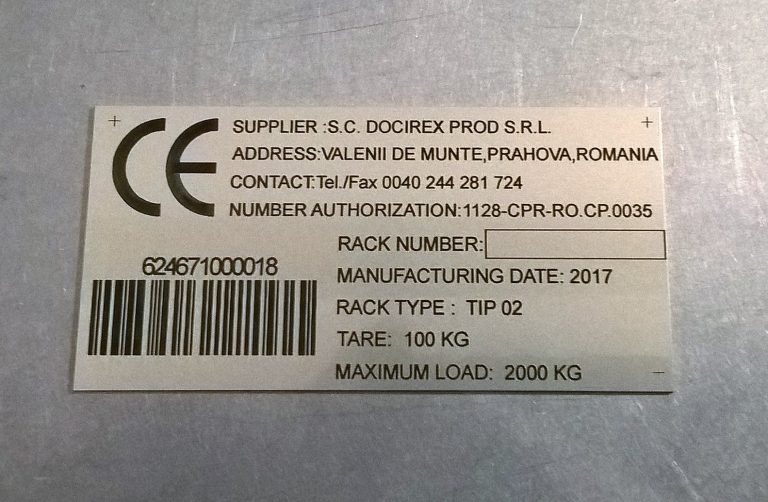 CE
SUPPLIER :S.C. DOCIREX PROD S.R.L.
ADDRESS:VALENII DE MUNTE,PRAHOVA,ROMANIA
CONTACT:Tel./Fax 0040 244 281 724
NUMBER AUTHORIZATION:1128-CPR-RO.CP.0035
RACK NUMBER:
624671000018
MANUFACTURING DATE: 2017
RACK TYPE : TIP 02
TARE: 100 KG
MAXIMUM LOAD: 2000 KG